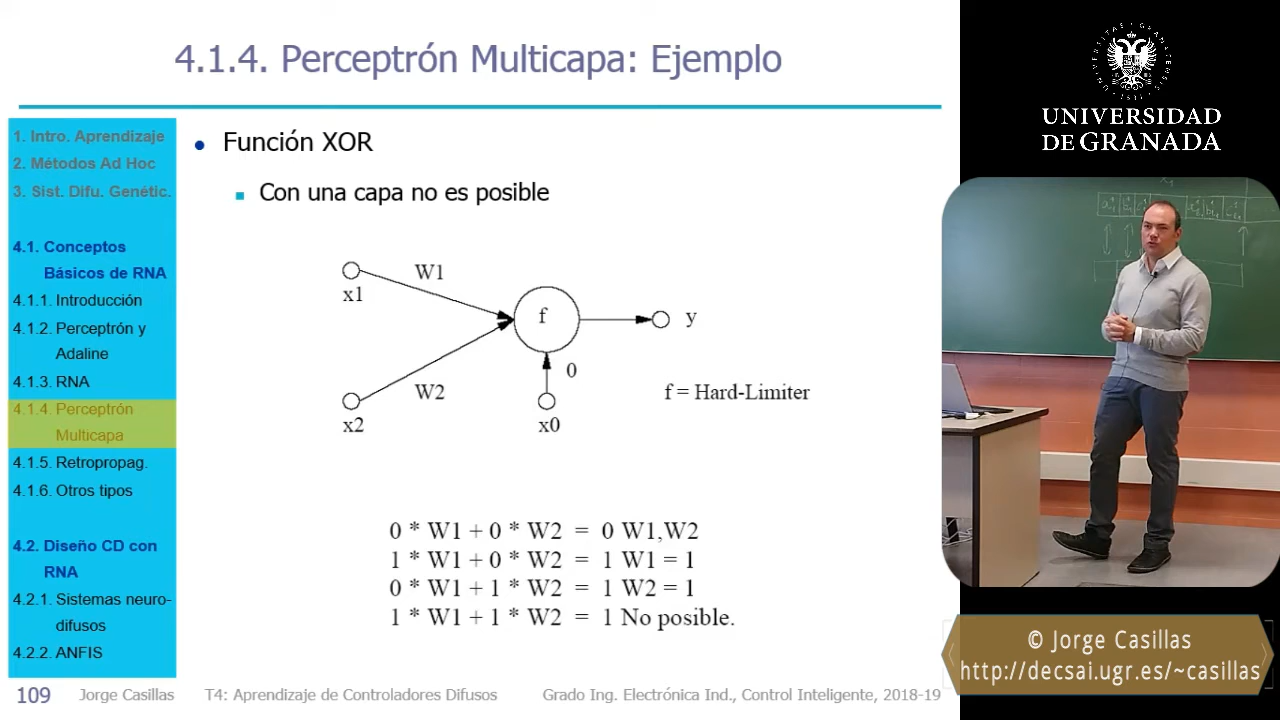 4.1.4. Perceptrón Multicapa: Ejemplo
UNIVERSIDAD
DE GRANADA
1. Intro. Aprendizaje
2. Métodos Ad Hoc
3. Sist. Difu. Genétic.
4.1. Conceptos
Básicos de RNA
4.1.1. Introducción
4.1.2. Perceptrón y
Adaline
4.1.3. RNA
4.1.4. Perceptrón
Multicapa
4.1.5. Retropropag.
4.1.6. Otros tipos
4.2. Diseño CD con
RNA
4.2.1. Sistemas neuro-
difusos
4.2.2. ANFIS
Función XOR
Con una capa no es posible
W1
x1
f
y
0
W2
x2
x0
f = Hard-Limiter
0 * W1 + 0 * W2 = 0 W1,W2
1 * W1 + 0 * W2 = 1 W1 = 1
0 * W1 + 1 * W2 = 1 W2 = 1
1 * W1 + 1 * W2 = 1 No posible.
109 Jorge Casillas T4: Aprendizaje de Controladores Difusos Grado Ing. Electrónica Ind., Control Inteligente, 2018-19
© Jorge Casillas
http://decsai.ugr.es/~casillas